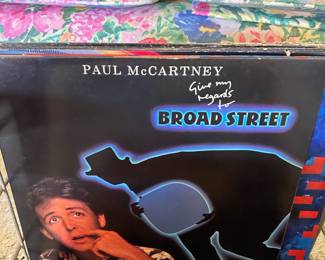 PAUL McCARTNEY
Give my
regards
to
BROAD STREET